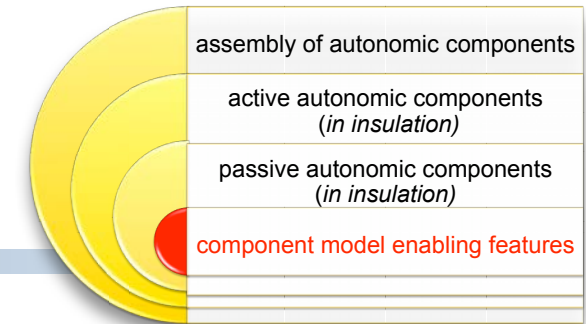 assembly of autonomic components
active autonomic components
(in insulation)
passive autonomic components
(in insulation)
component model enabling features